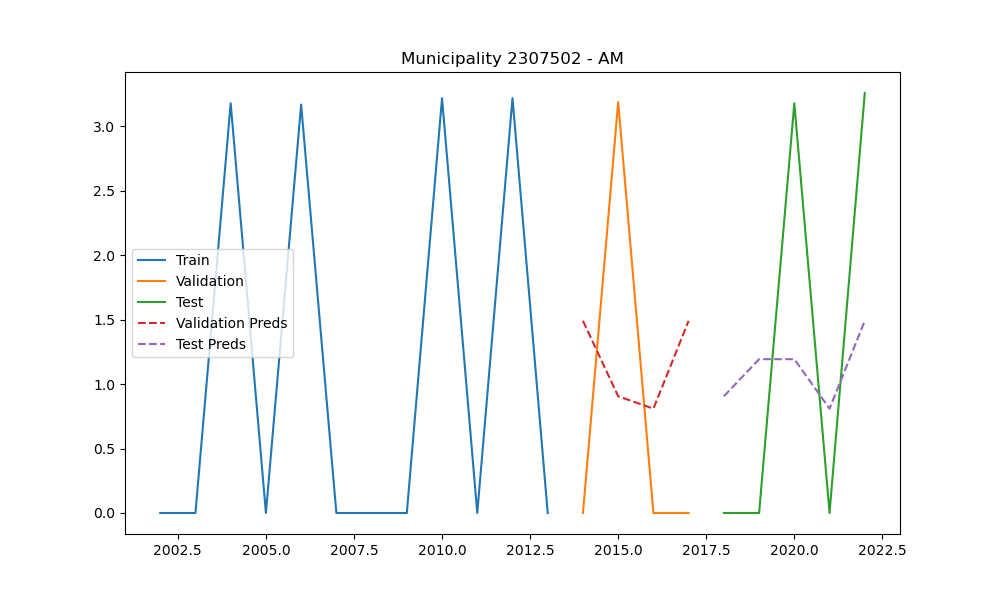 Municipality 2307502 - AM
3.0
2.5
2.0
1.5
1.0
0.5
0.0
Train
Validation
Test
Validation Preds
Test Preds
2002.5 2005.0 2007.5 2010.0 2012.5 2015.0 2017.5 2020.0 2022.5